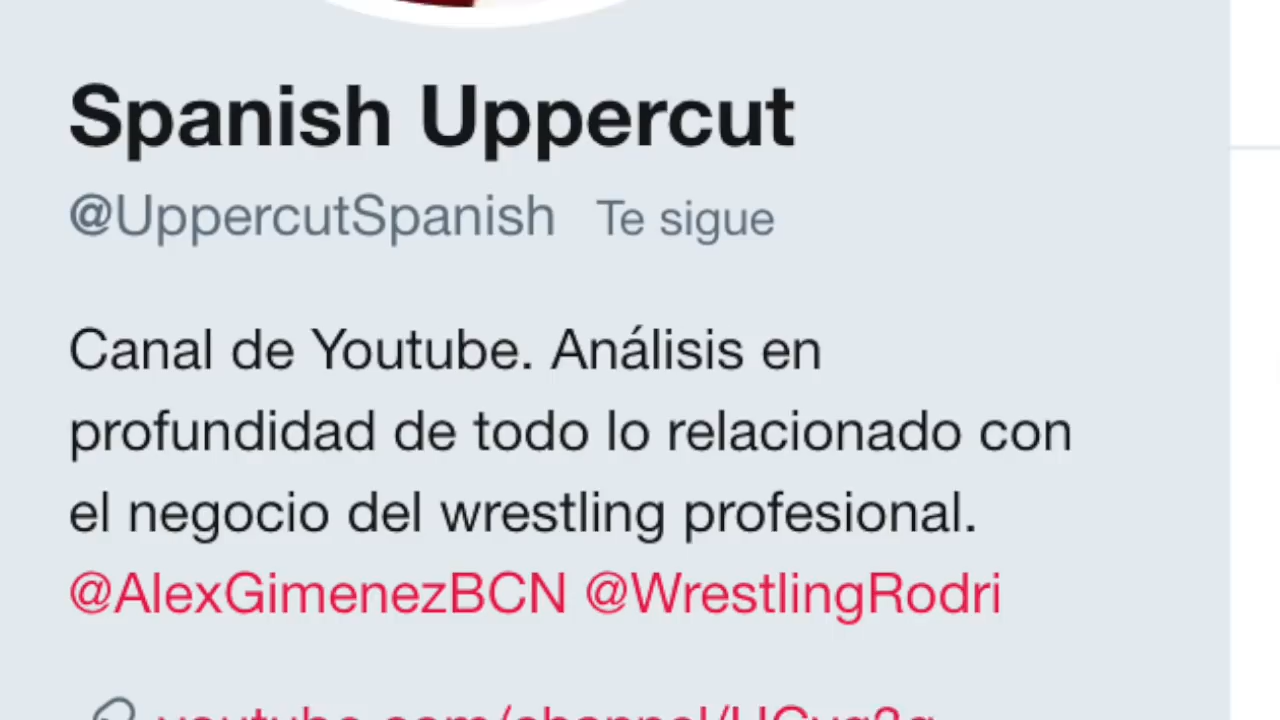 Spanish Uppercut
@UppercutSpanish Te sigue
Canal de Youtube. Análisis en
profundidad de todo lo relacionado con
el negocio del wrestling profesional.
@AlexGimenezBCN @WrestlingRodri